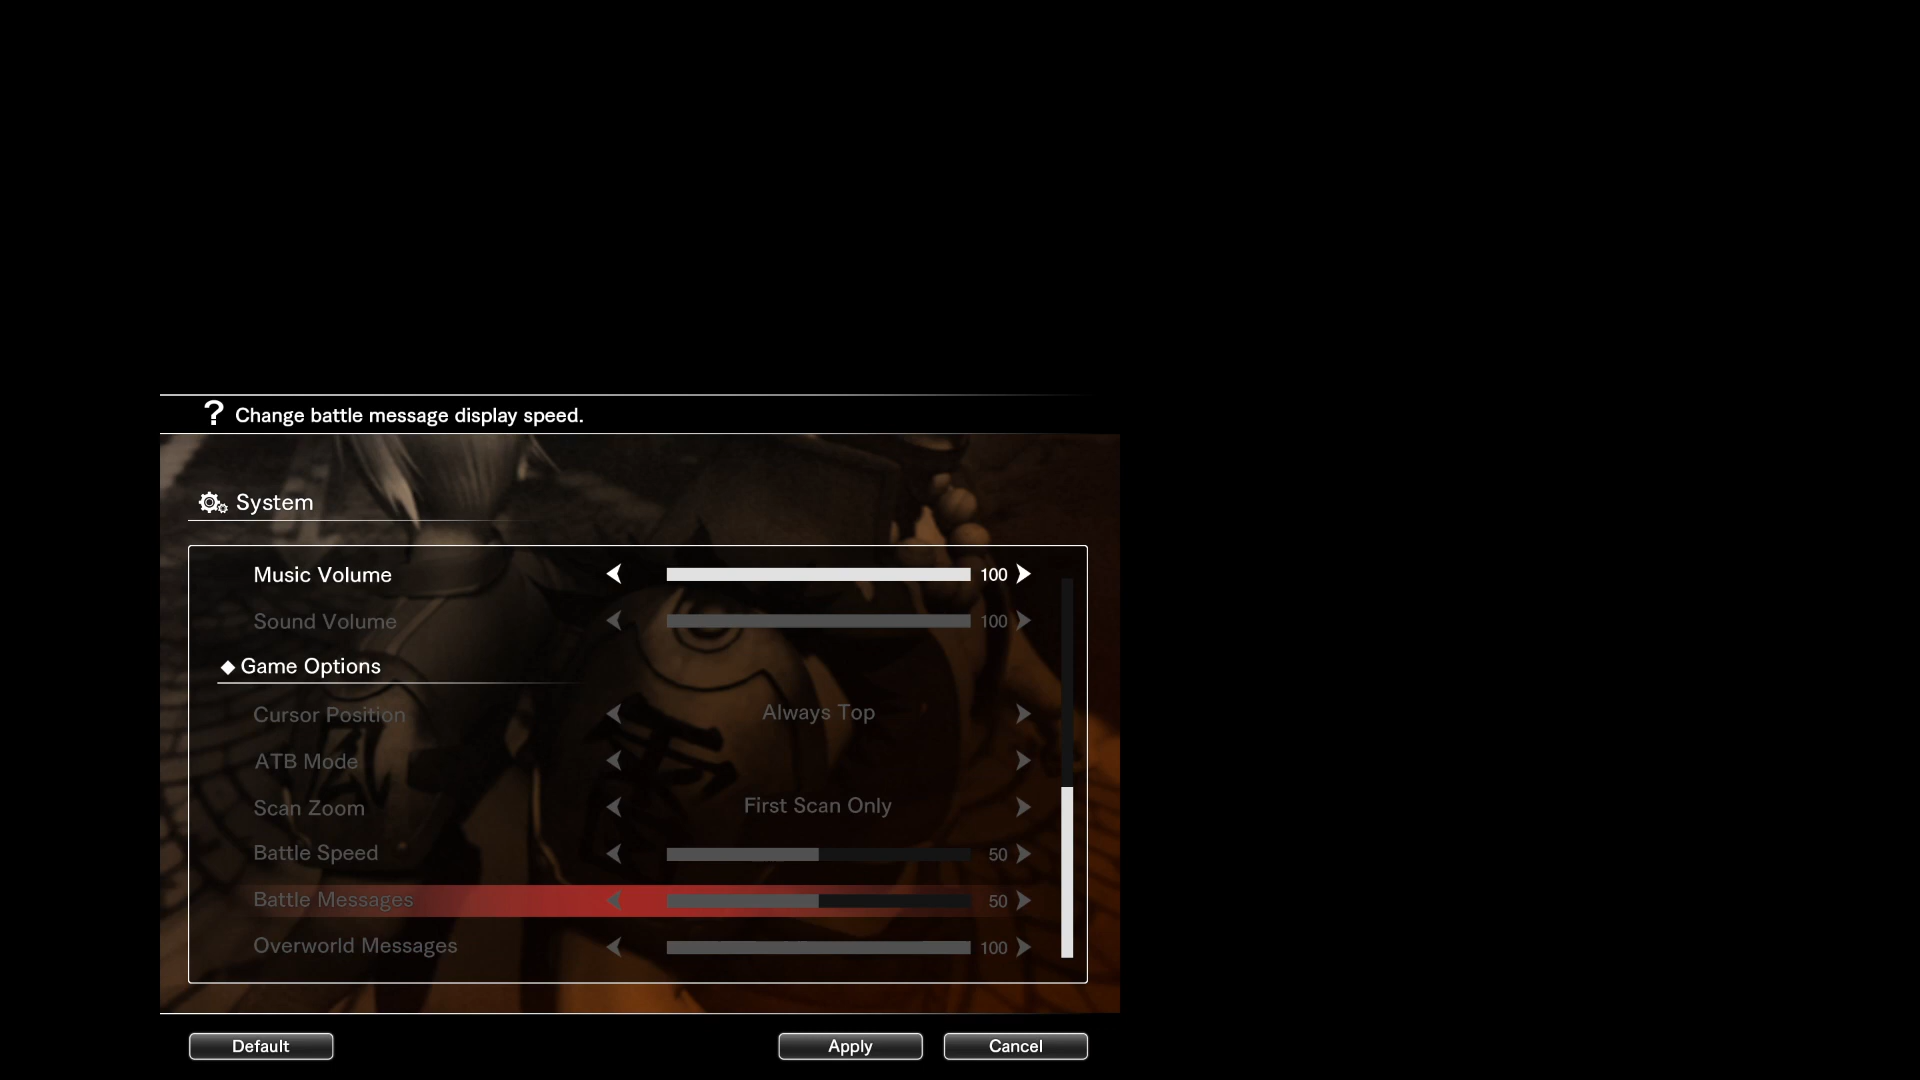 ? Change battle message display speed.
System
Music Volume 100
Sound Volume 100
◆ Game Options
Cursor Position Always Top
ATB Mode
Scan Zoom First Scan Only
Battle Speed 50
Battle Messages 50
Overworld Messages 100
Default Apply Cancel